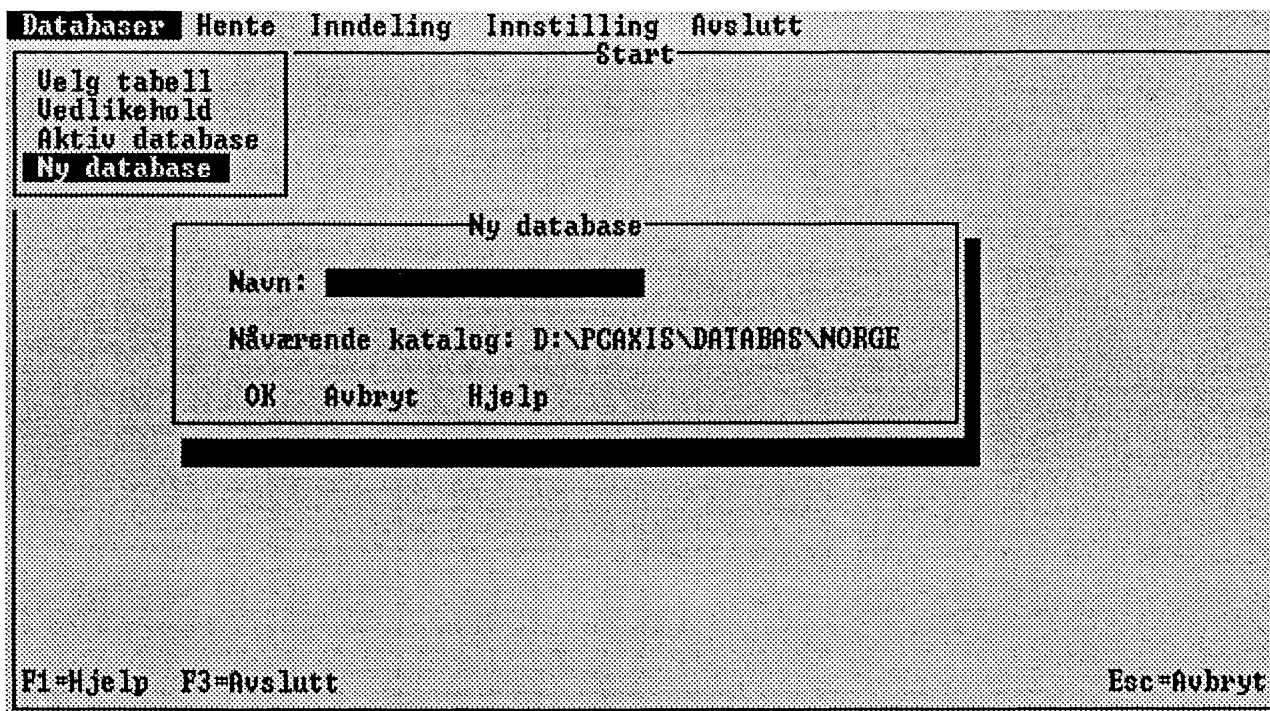 Databaser Hente Inndeling Innstilling Avslutt
Start
Velg tabell
Vedlikehold
Aktiv database
Ny database
Ny database
Navn:
Nåværende katalog: D:\PCAXIS\DATABAS\NORGE
OK Avbryt Hjelp
F1=Hjelp F3=Avslutt Esc=Avbryt